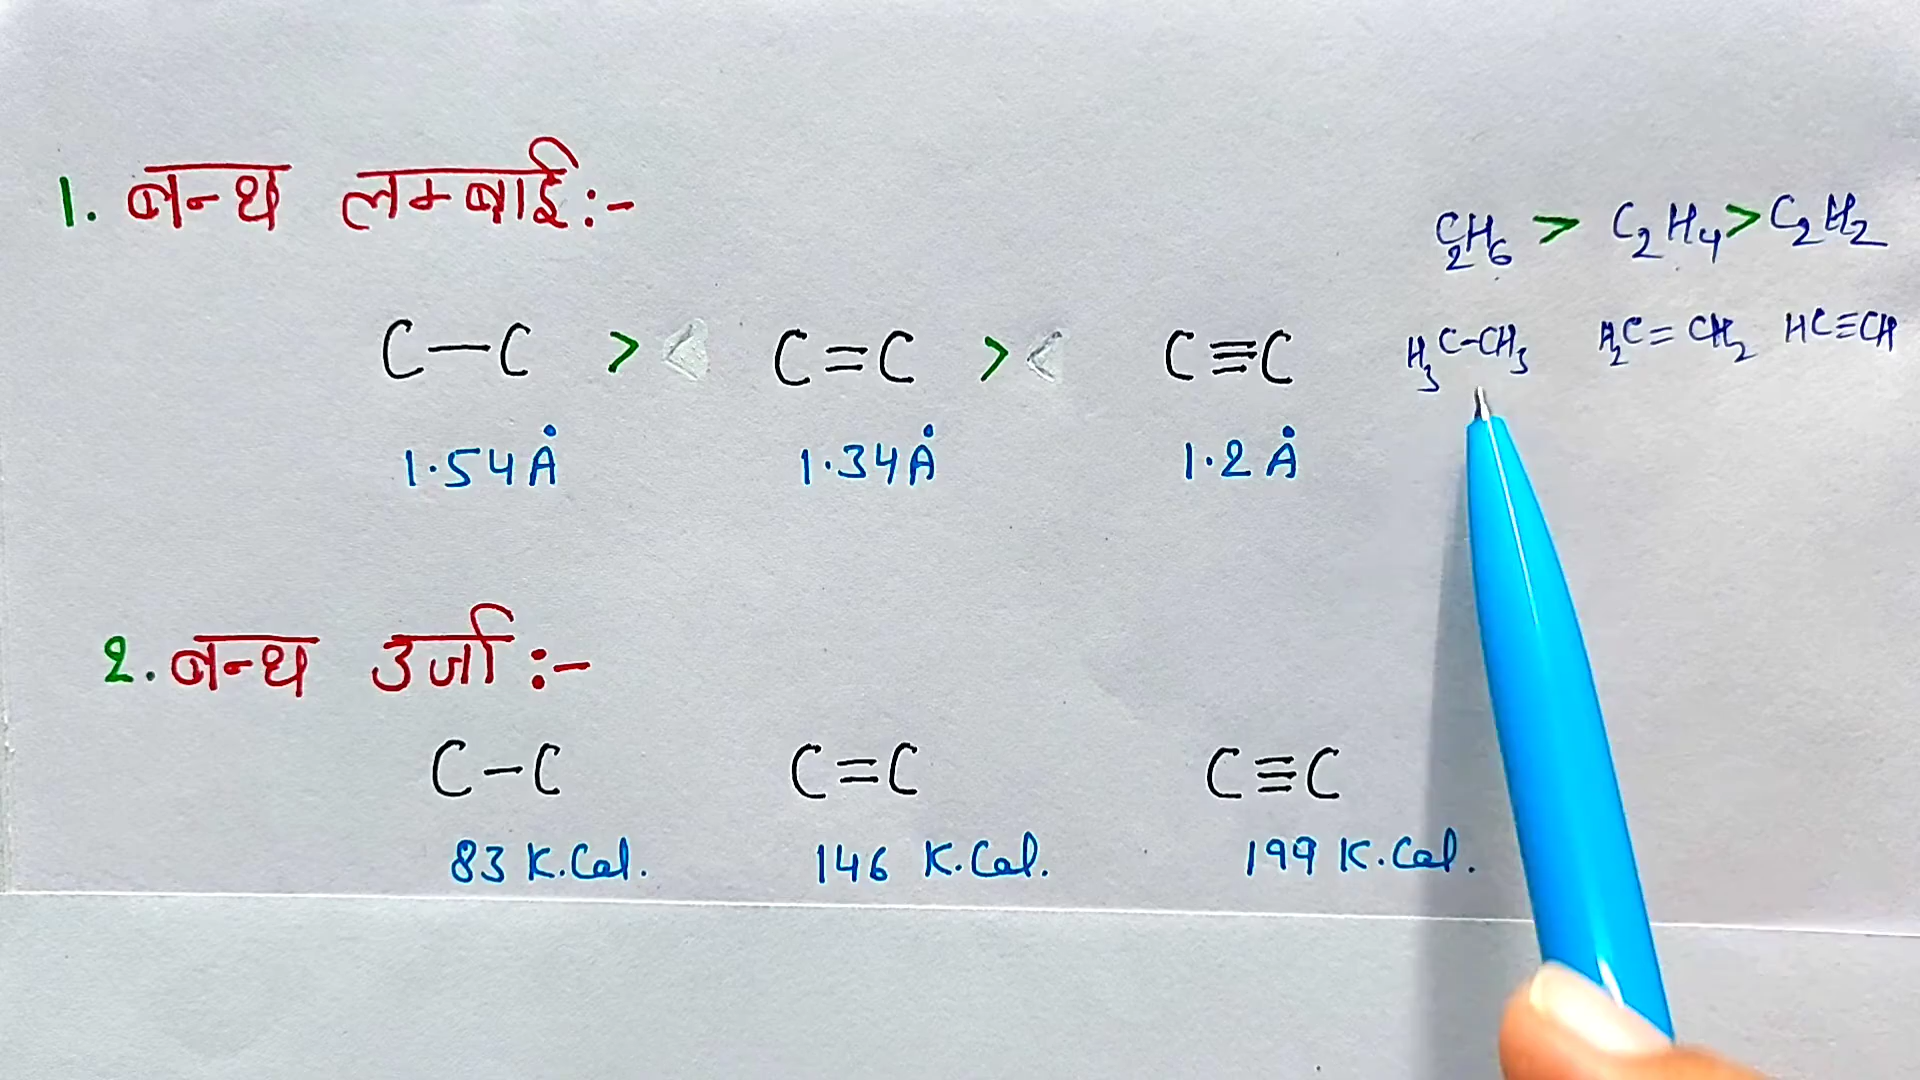 1. बन्ध लम्बाई:-
C₂H₆ > C₂H₄ > C₂H₂
C-C > < C=C > < C≡C
H₃C-CH₃ H₂C=CH₂ HC≡CH
1.54Å 1.34Å 1.2Å
2. बन्ध उर्जा:-
C-C C=C C≡C
83 K.Cal. 146 K.Cal. 199 K.Cal.